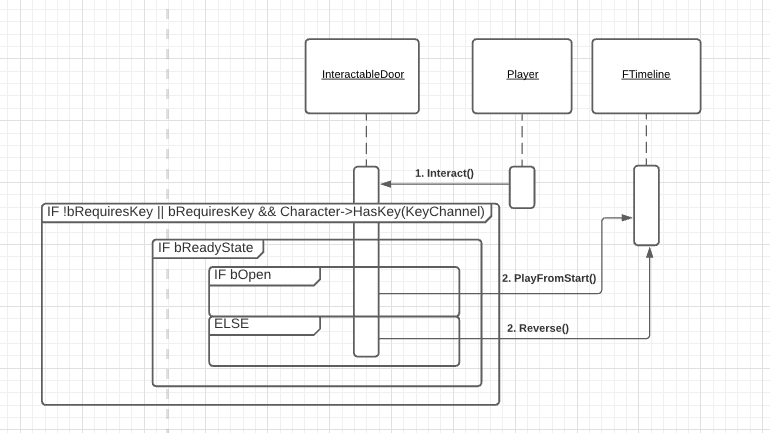 InteractableDoor
Player
FTimeline
1. Interact()
IF !bRequiresKey || bRequiresKey && Character->HasKey(KeyChannel)
IF bReadyState
IF bOpen
2. PlayFromStart()
ELSE
2. Reverse()